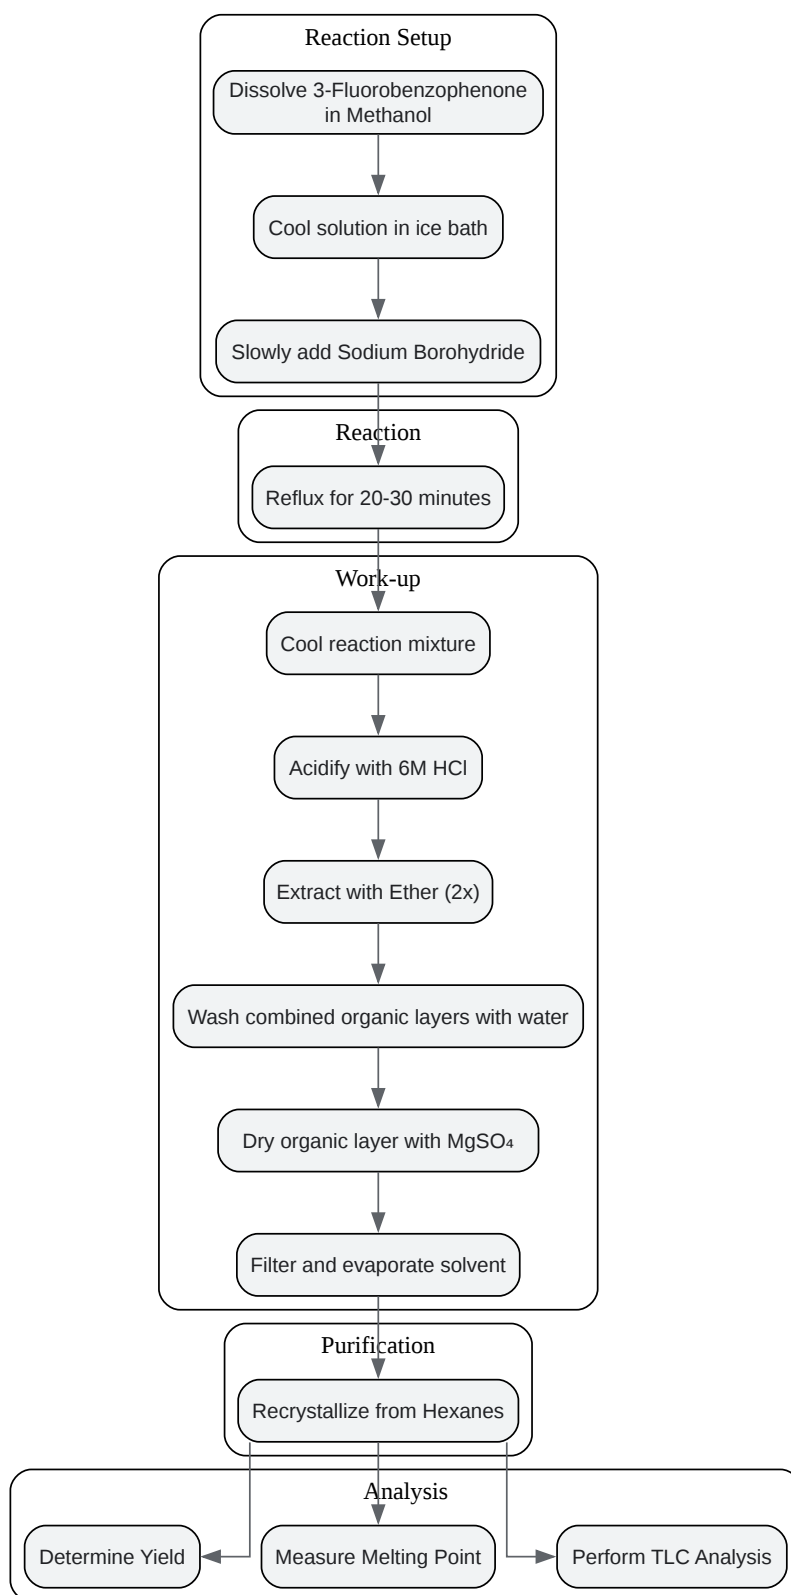 Reaction Setup
Dissolve 3-Fluorobenzophenone
in Methanol
Cool solution in ice bath
Slowly add Sodium Borohydride
Reaction
Reflux for 20-30 minutes
Work-up
Cool reaction mixture
Acidify with 6M HCl
Extract with Ether (2x)
Wash combined organic layers with water
Dry organic layer with MgSO₄
Filter and evaporate solvent
Purification
Recrystallize from Hexanes
Analysis
Determine Yield
Measure Melting Point
Perform TLC Analysis